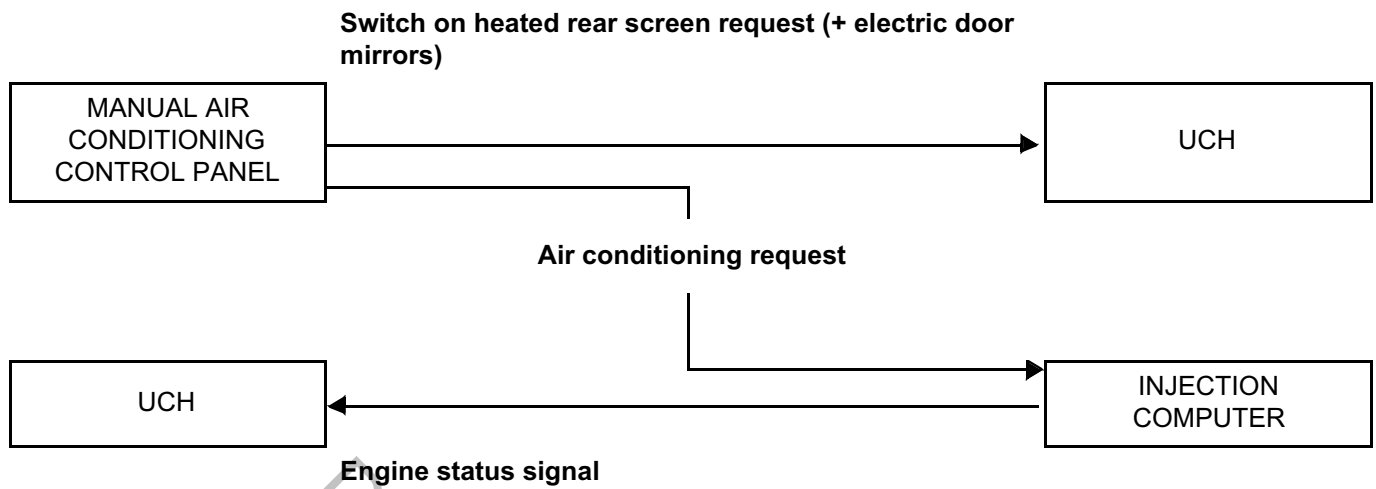 Switch on heated rear screen request (+ electric door
mirrors)
MANUAL AIR
CONDITIONING
CONTROL PANEL
UCH
Air conditioning request
UCH
INJECTION
COMPUTER
Engine status signal